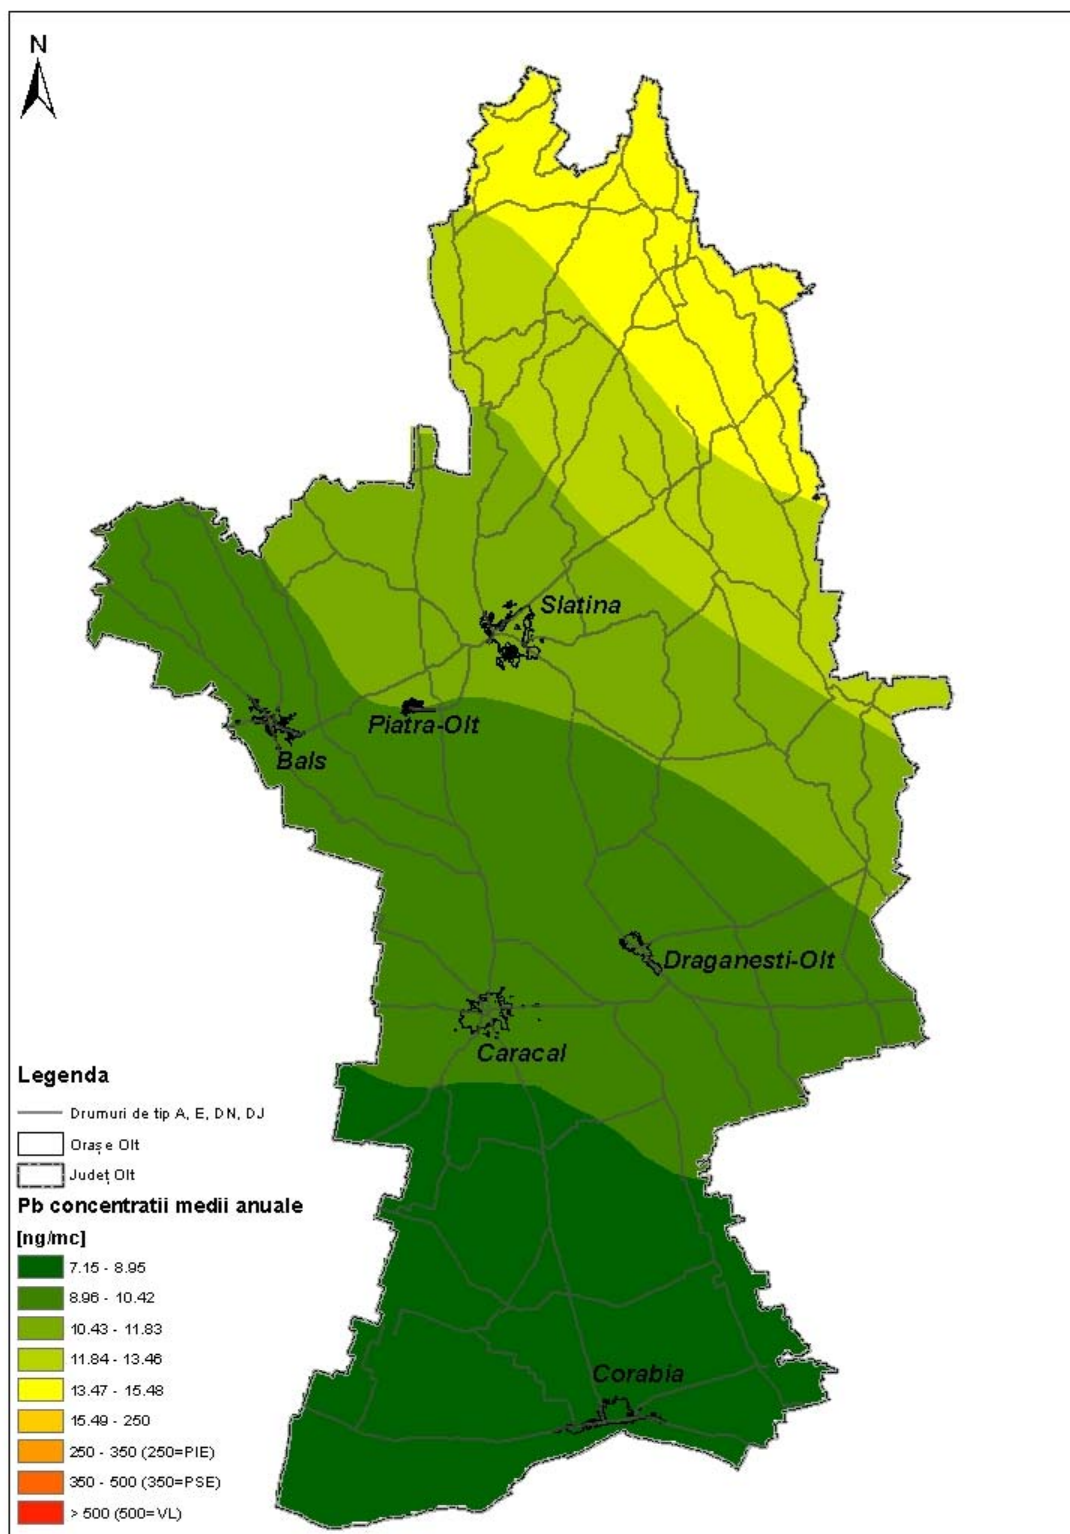 N
Slatina
Piatra-Olt
Bals
Draganesti-Olt
Caracal
Corabia
Legenda
Drumuri de tip A, E, DN, DJ
Orașe Olt
Județ Olt
Pb concentratii medii anuale
[ng/mc]
7.15 - 8.95
8.96 - 10.42
10.43 - 11.83
11.84 - 13.46
13.47 - 15.48
15.49 - 250
250 - 350 (250=PIE)
350 - 500 (350=PSE)
> 500 (500=VL)